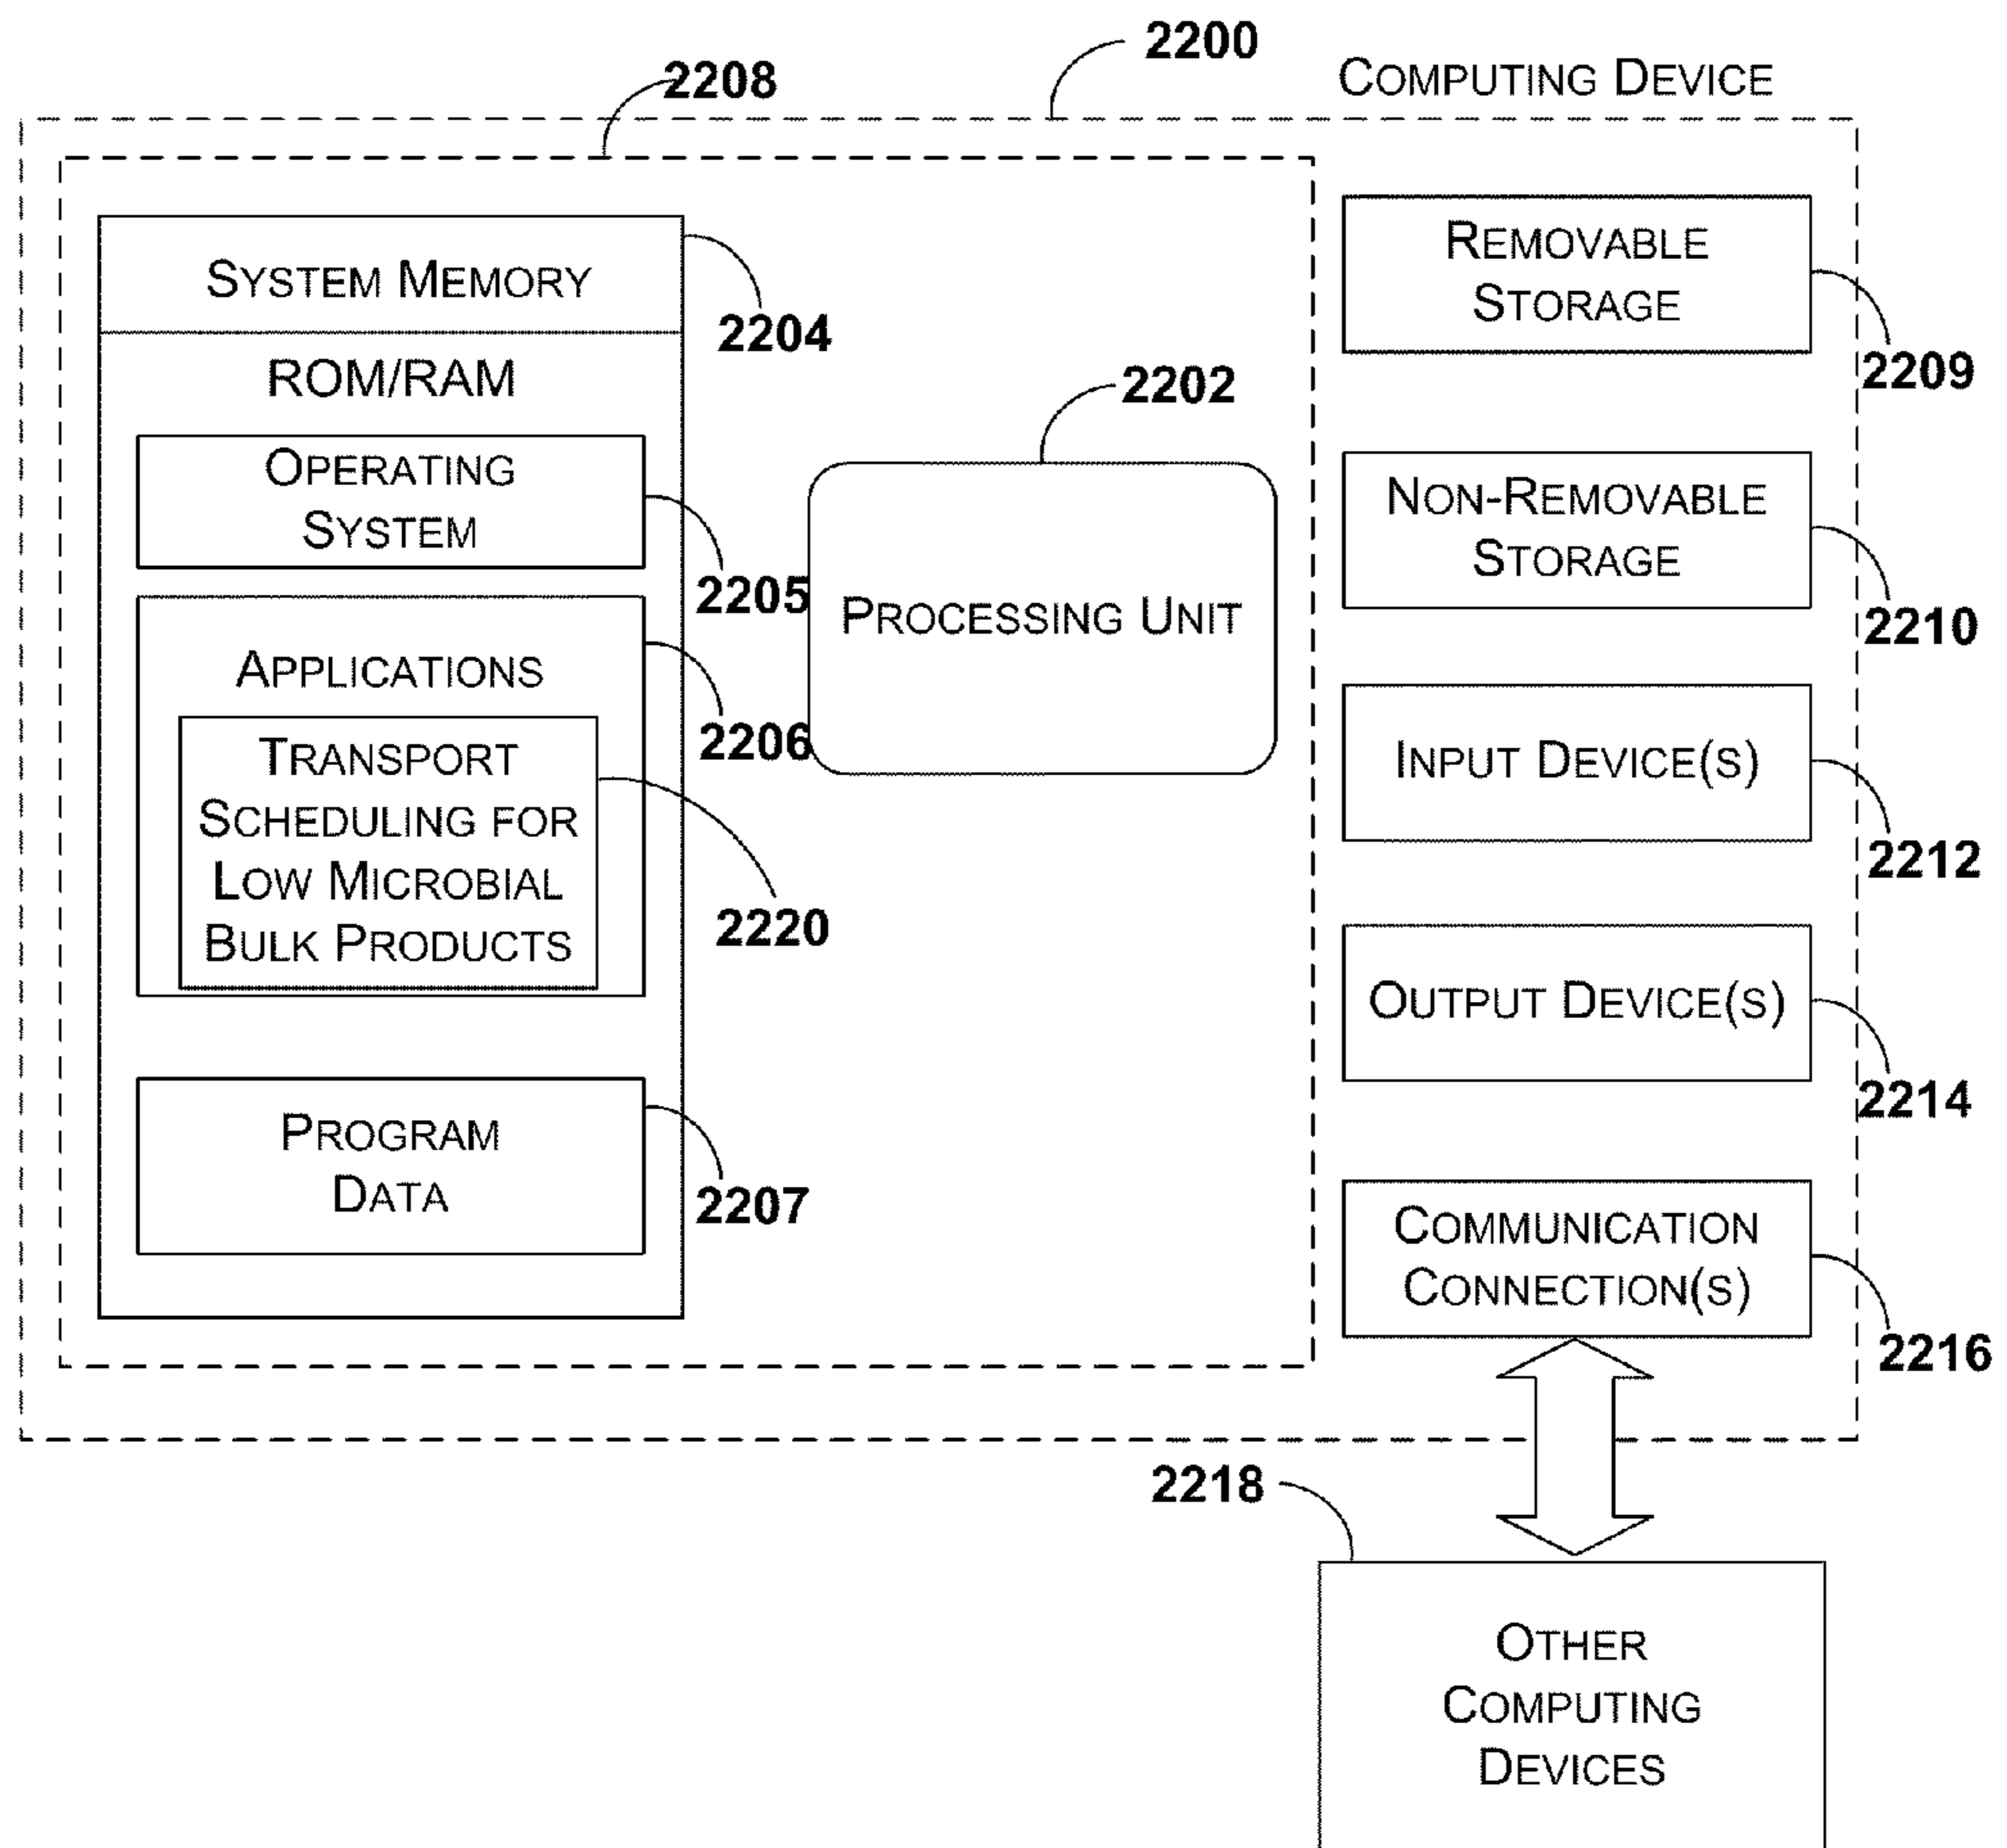 2200
COMPUTING DEVICE
2208
SYSTEM MEMORY
2204
ROM/RAM
OPERATING
SYSTEM
2205
APPLICATIONS
2206
TRANSPORT
SCHEDULING FOR
LOW MICROBIAL
BULK PRODUCTS
2220
PROGRAM
DATA
2207
2202
PROCESSING UNIT
REMOVABLE
STORAGE
2209
NON-REMOVABLE
STORAGE
2210
INPUT DEVICE(S)
2212
OUTPUT DEVICE(S)
2214
COMMUNICATION
CONNECTION(S)
2216
2218
OTHER
COMPUTING
DEVICES